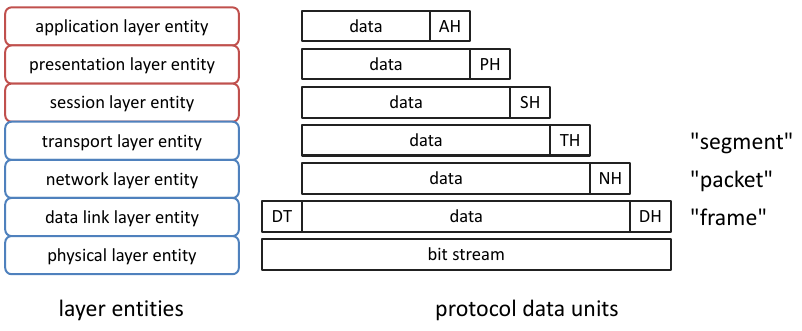 application layer entity data AH
presentation layer entity data PH
session layer entity data SH
transport layer entity data TH "segment"
network layer entity data NH "packet"
data link layer entity DT data DH "frame"
physical layer entity bit stream
layer entities protocol data units